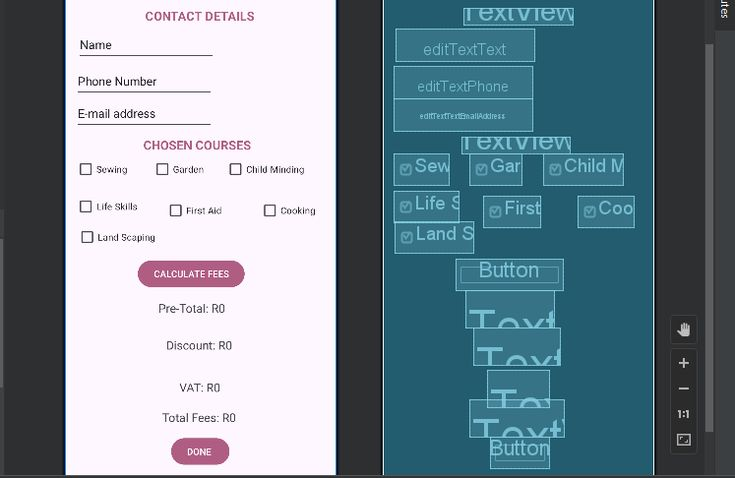 CONTACT DETAILS
Name
Phone Number
E-mail address
CHOSEN COURSES
Sewing
Garden
Child Minding
Life Skills
First Aid
Cooking
Land Scaping
CALCULATE FEES
Pre-Total: R0
Discount: R0
VAT: R0
Total Fees: R0
DONE
TextView
editTextText
editTextPhone
editTextTextEmailAddress
TextView
Sew
Gar
Child M
Life S
First
Coo
Land S
Button
Text
Text
Text
TextV
Button
1:1
utes